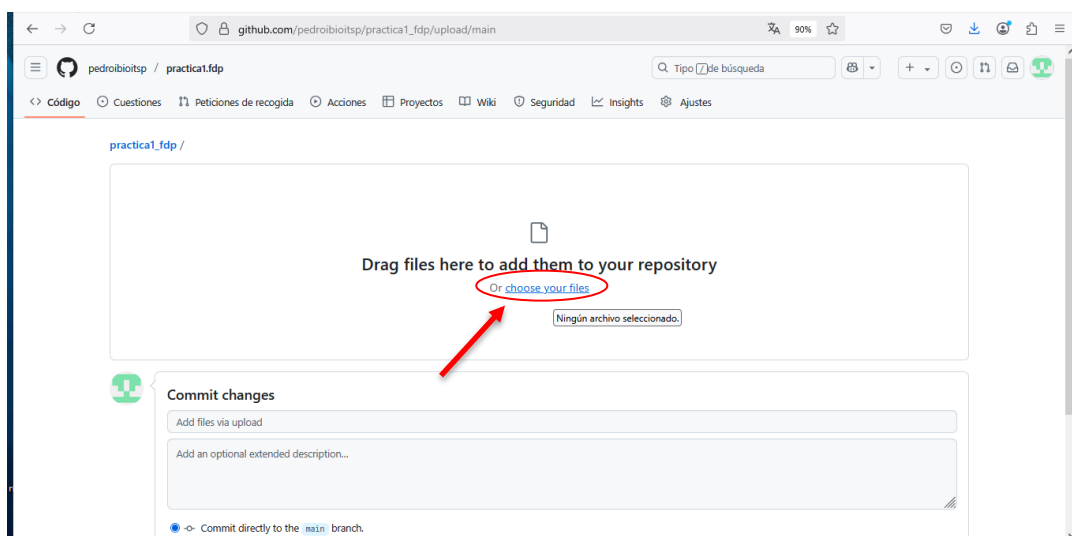 github.com/pedroibioitsp/practica1_fdp/upload/main
90%
pedroibioitsp / practica1.fdp
Tipo / de búsqueda
<> Código Cuestiones Peticiones de recogida Acciones Proyectos Wiki Seguridad Insights Ajustes
practica1_fdp /
Drag files here to add them to your repository
Or choose your files
Ningún archivo seleccionado.
Commit changes
Add files via upload
Add an optional extended description...
Commit directly to the main branch.